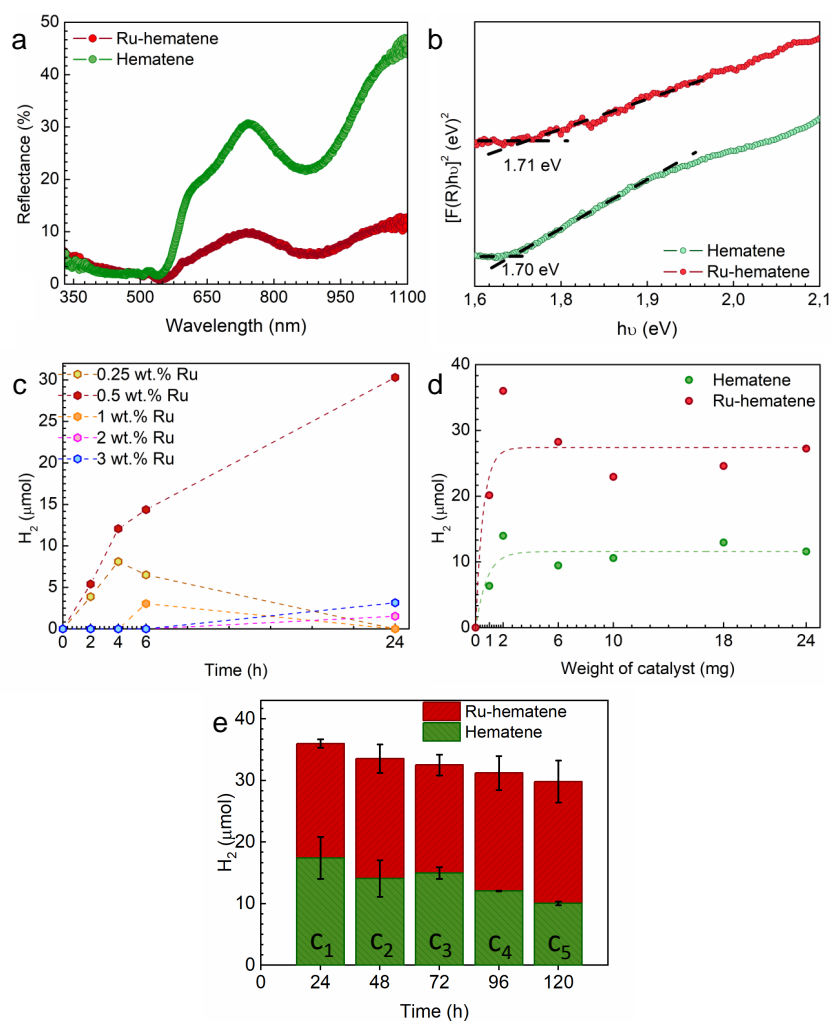 a
Ru-hematene
Hematene
50
40
30
20
10
0
Reflectance (%)
350 500 650 800 950 1100
Wavelength (nm)
b
[F(R)hυ]² (eV)²
1.71 eV
1.70 eV
Hematene
Ru-hematene
1,6 1,8 1,9 2,0 2,1
hυ (eV)
c
0.25 wt.% Ru
0.5 wt.% Ru
1 wt.% Ru
2 wt.% Ru
3 wt.% Ru
30
25
20
15
10
5
0
H₂ (μmol)
0 2 4 6 24
Time (h)
d
Hematene
Ru-hematene
40
30
20
10
0
H₂ (μmol)
0 1 2 6 10 18 24
Weight of catalyst (mg)
e
Ru-hematene
Hematene
40
30
20
10
0
H₂ (μmol)
C₁ C₂ C₃ C₄ C₅
0 24 48 72 96 120
Time (h)